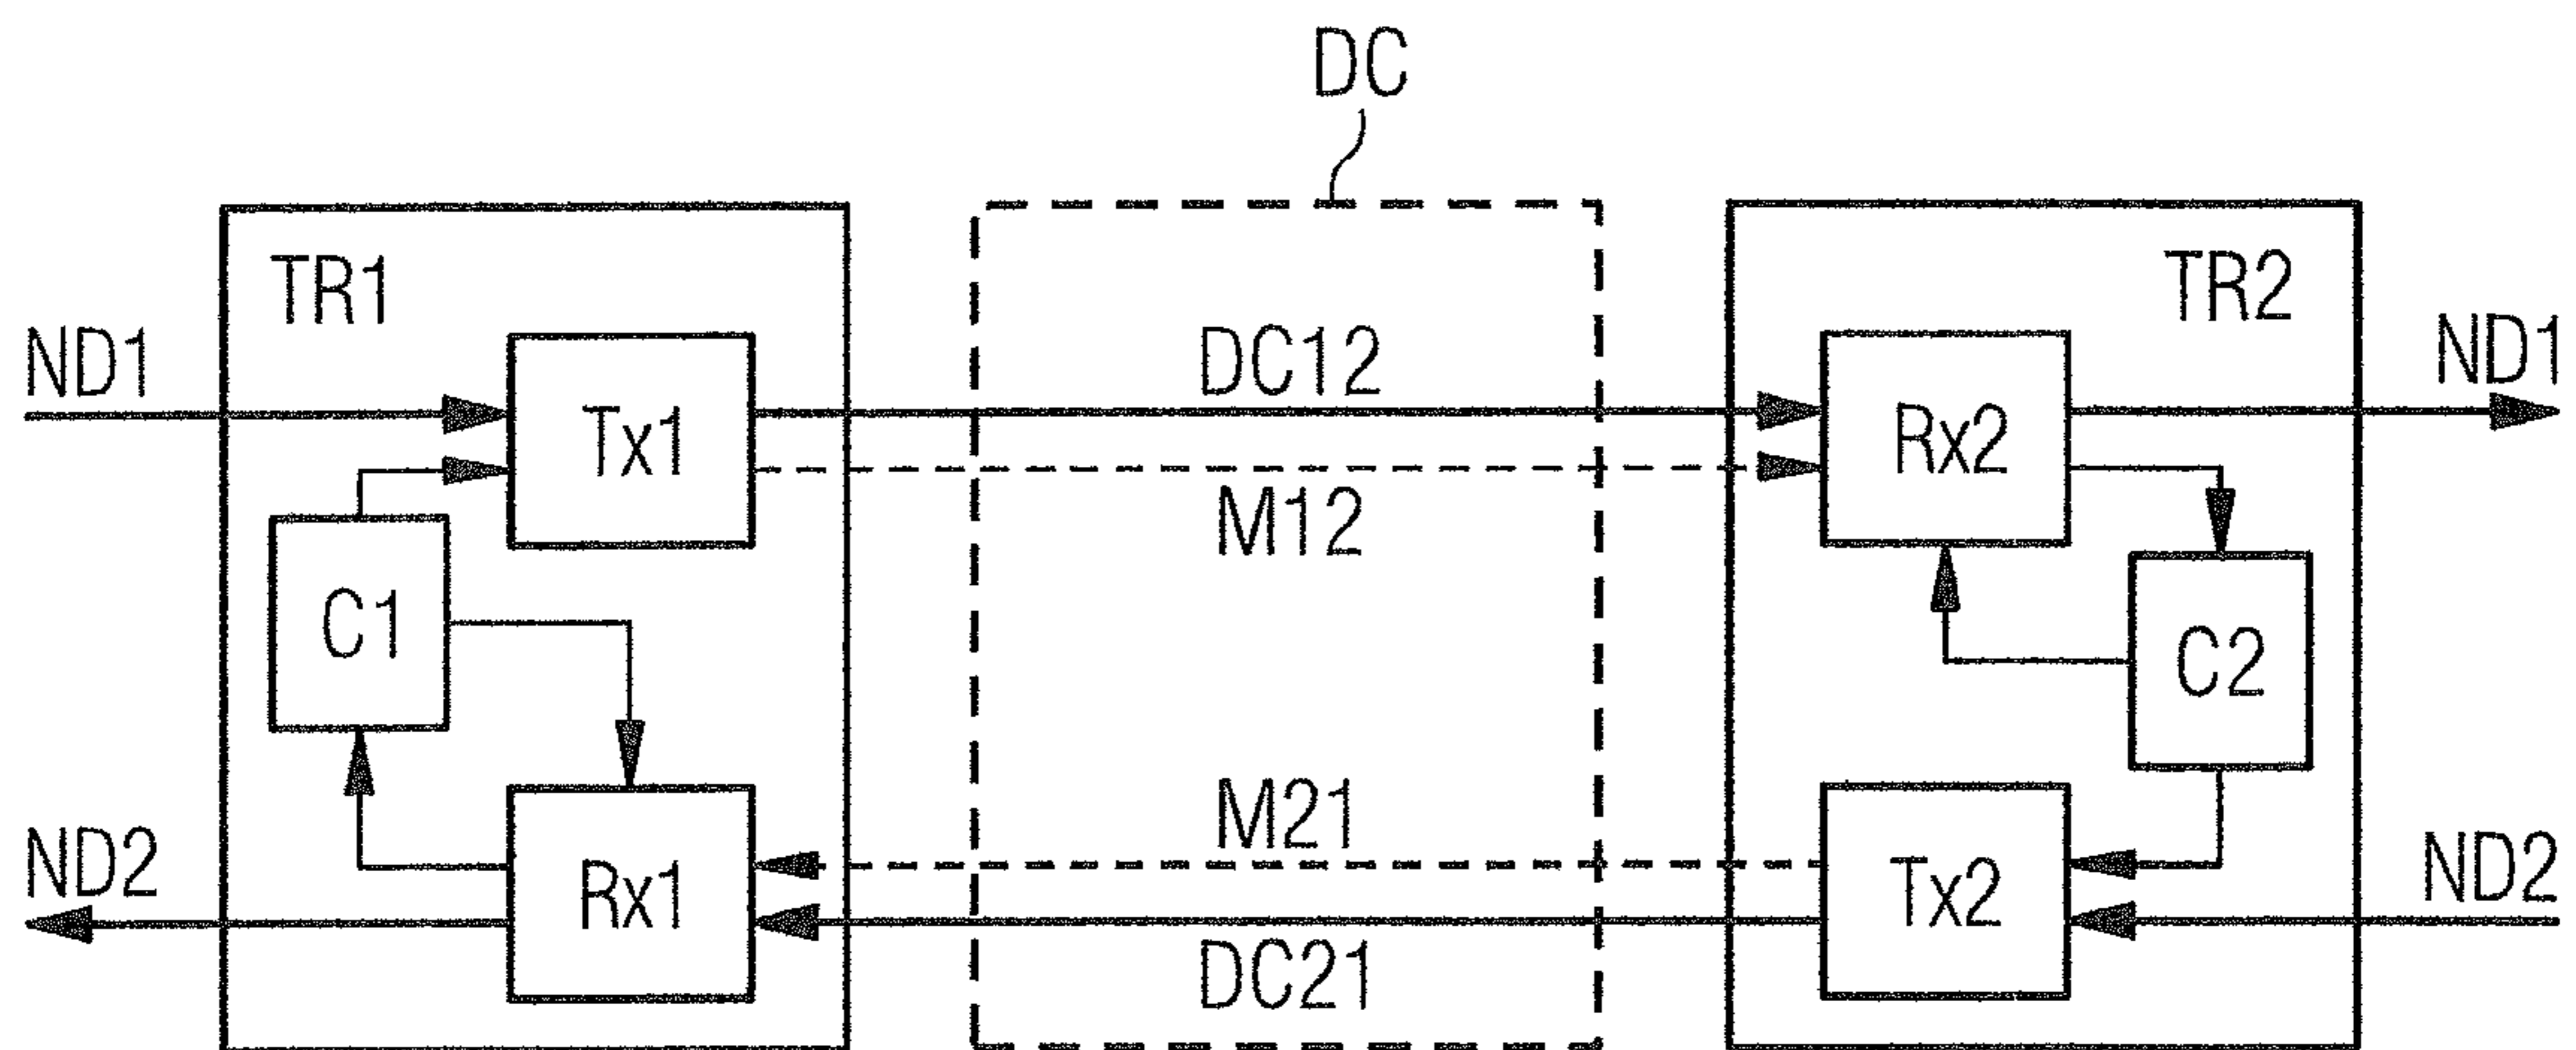 DC
TR1
TR2
ND1
DC12
ND1
Tx1
Rx2
M12
C1
C2
M21
ND2
Rx1
Tx2
ND2
DC21